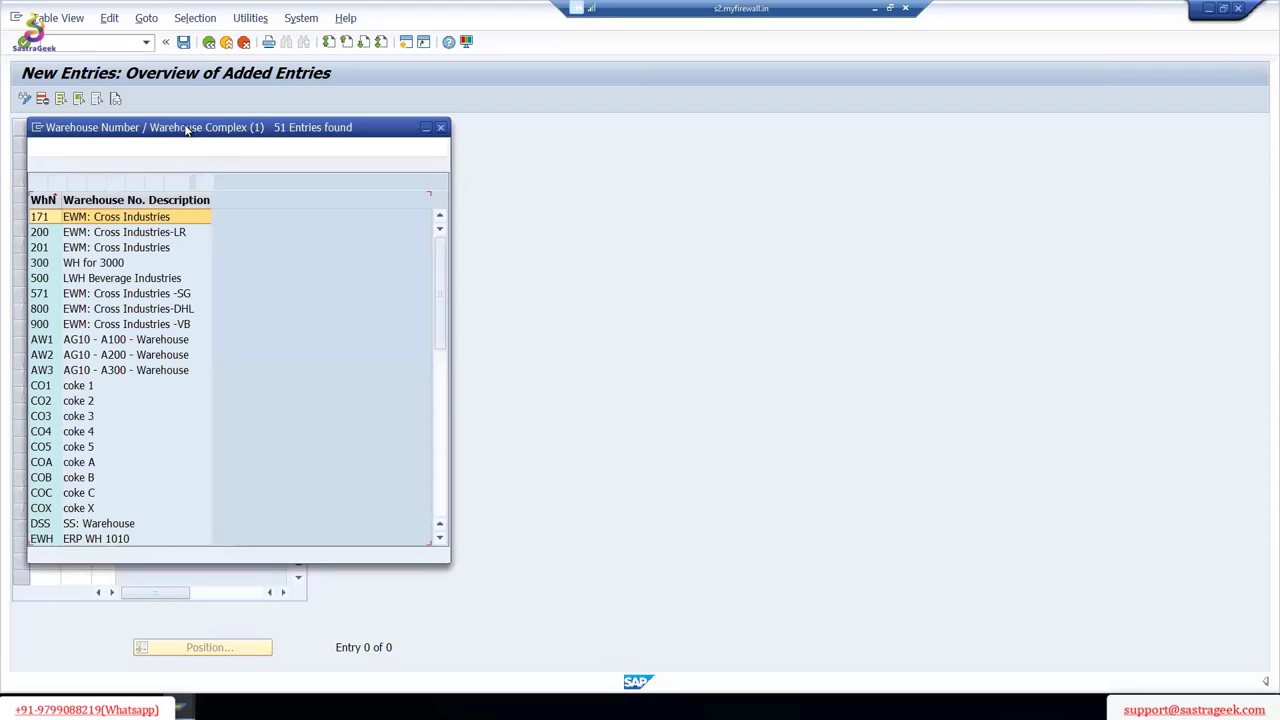 Table View Edit Goto Selection Utilities System Help
s2.myfirewall.in
SastraGeek
New Entries: Overview of Added Entries
Warehouse Number / Warehouse Complex (1) 51 Entries found
WhN Warehouse No. Description
171 EWM: Cross Industries
200 EWM: Cross Industries-LR
201 EWM: Cross Industries
300 WH for 3000
500 LWH Beverage Industries
571 EWM: Cross Industries -SG
800 EWM: Cross Industries-DHL
900 EWM: Cross Industries -VB
AW1 AG10 - A100 - Warehouse
AW2 AG10 - A200 - Warehouse
AW3 AG10 - A300 - Warehouse
CO1 coke 1
CO2 coke 2
CO3 coke 3
CO4 coke 4
CO5 coke 5
COA coke A
COB coke B
COC coke C
COX coke X
DSS SS: Warehouse
EWH ERP WH 1010
Position... Entry 0 of 0
SAP
+91-9799088219(Whatsapp) support@sastrageek.com